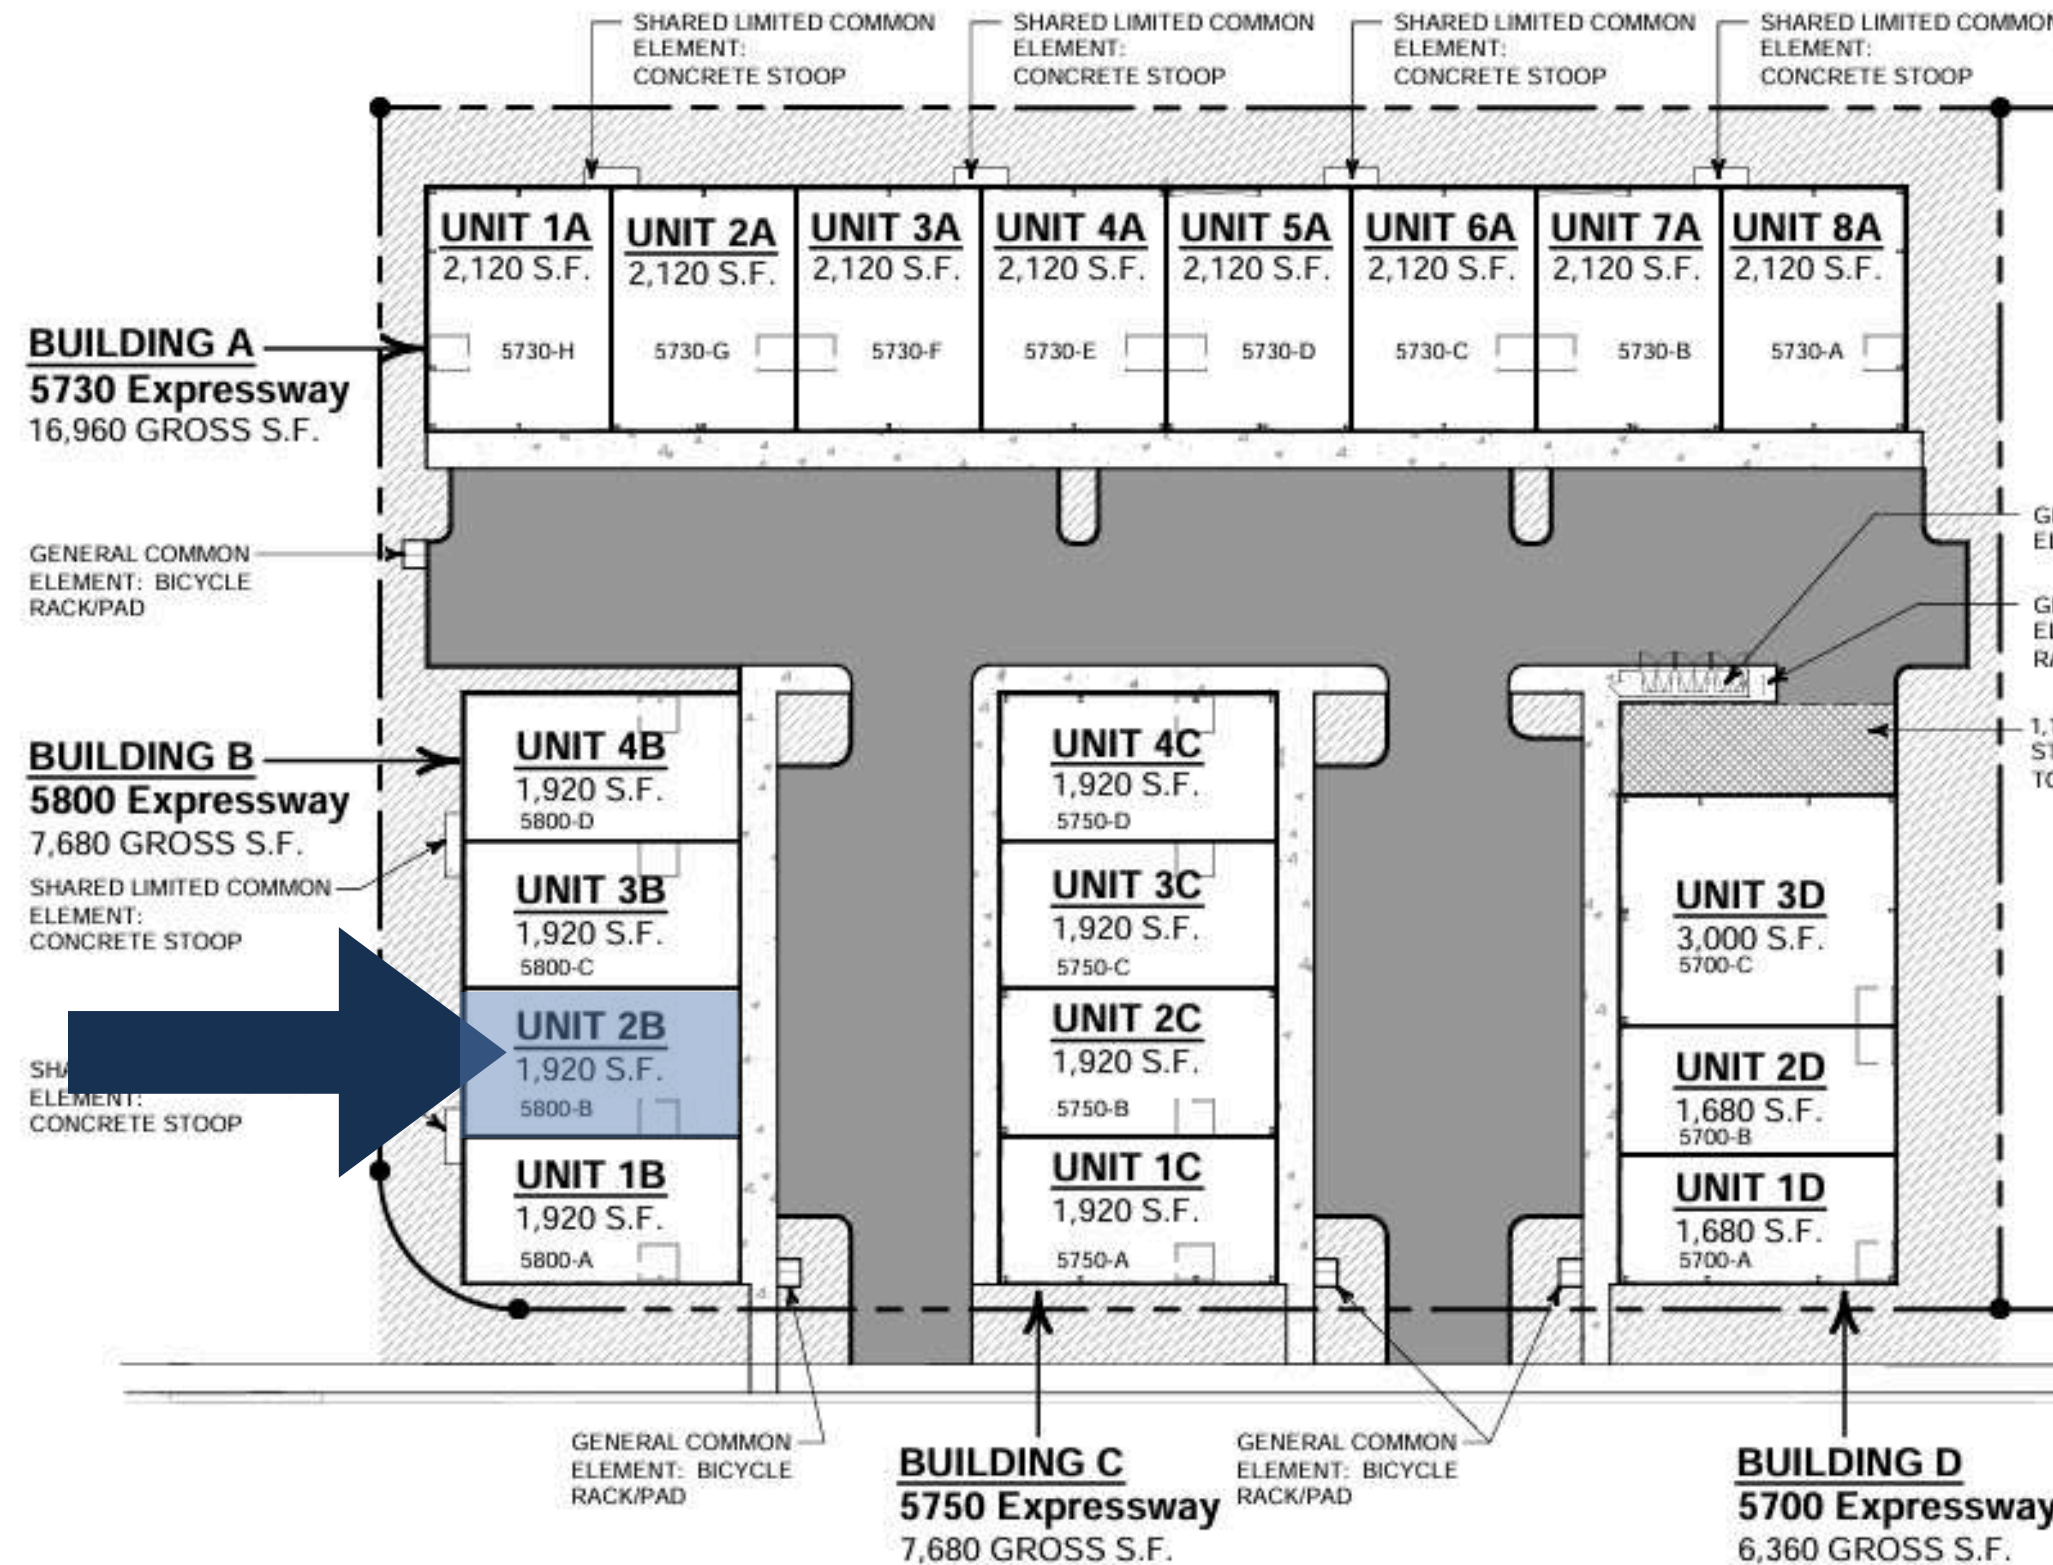 SHARED LIMITED COMMON
ELEMENT:
CONCRETE STOOP
SHARED LIMITED COMMON
ELEMENT:
CONCRETE STOOP
SHARED LIMITED COMMON
ELEMENT:
CONCRETE STOOP
SHARED LIMITED COMMON
ELEMENT:
CONCRETE STOOP
UNIT 1A
2,120 S.F.
5730-H
UNIT 2A
2,120 S.F.
5730-G
UNIT 3A
2,120 S.F.
5730-F
UNIT 4A
2,120 S.F.
5730-E
UNIT 5A
2,120 S.F.
5730-D
UNIT 6A
2,120 S.F.
5730-C
UNIT 7A
2,120 S.F.
5730-B
UNIT 8A
2,120 S.F.
5730-A
BUILDING A
5730 Expressway
16,960 GROSS S.F.
GENERAL COMMON
ELEMENT: BICYCLE
RACK/PAD
BUILDING B
5800 Expressway
7,680 GROSS S.F.
SHARED LIMITED COMMON
ELEMENT:
CONCRETE STOOP
ELEMENT:
CONCRETE STOOP
UNIT 4B
1,920 S.F.
5800-D
UNIT 3B
1,920 S.F.
5800-C
UNIT 2B
1,920 S.F.
5800-B
UNIT 1B
1,920 S.F.
5800-A
UNIT 4C
1,920 S.F.
5750-D
UNIT 3C
1,920 S.F.
5750-C
UNIT 2C
1,920 S.F.
5750-B
UNIT 1C
1,920 S.F.
5750-A
UNIT 3D
3,000 S.F.
5700-C
UNIT 2D
1,680 S.F.
5700-B
UNIT 1D
1,680 S.F.
5700-A
GENERAL COMMON
ELEMENT: BICYCLE
RACK/PAD
BUILDING C
5750 Expressway
7,680 GROSS S.F.
GENERAL COMMON
ELEMENT: BICYCLE
RACK/PAD
BUILDING D
5700 Expressway
6,360 GROSS S.F.